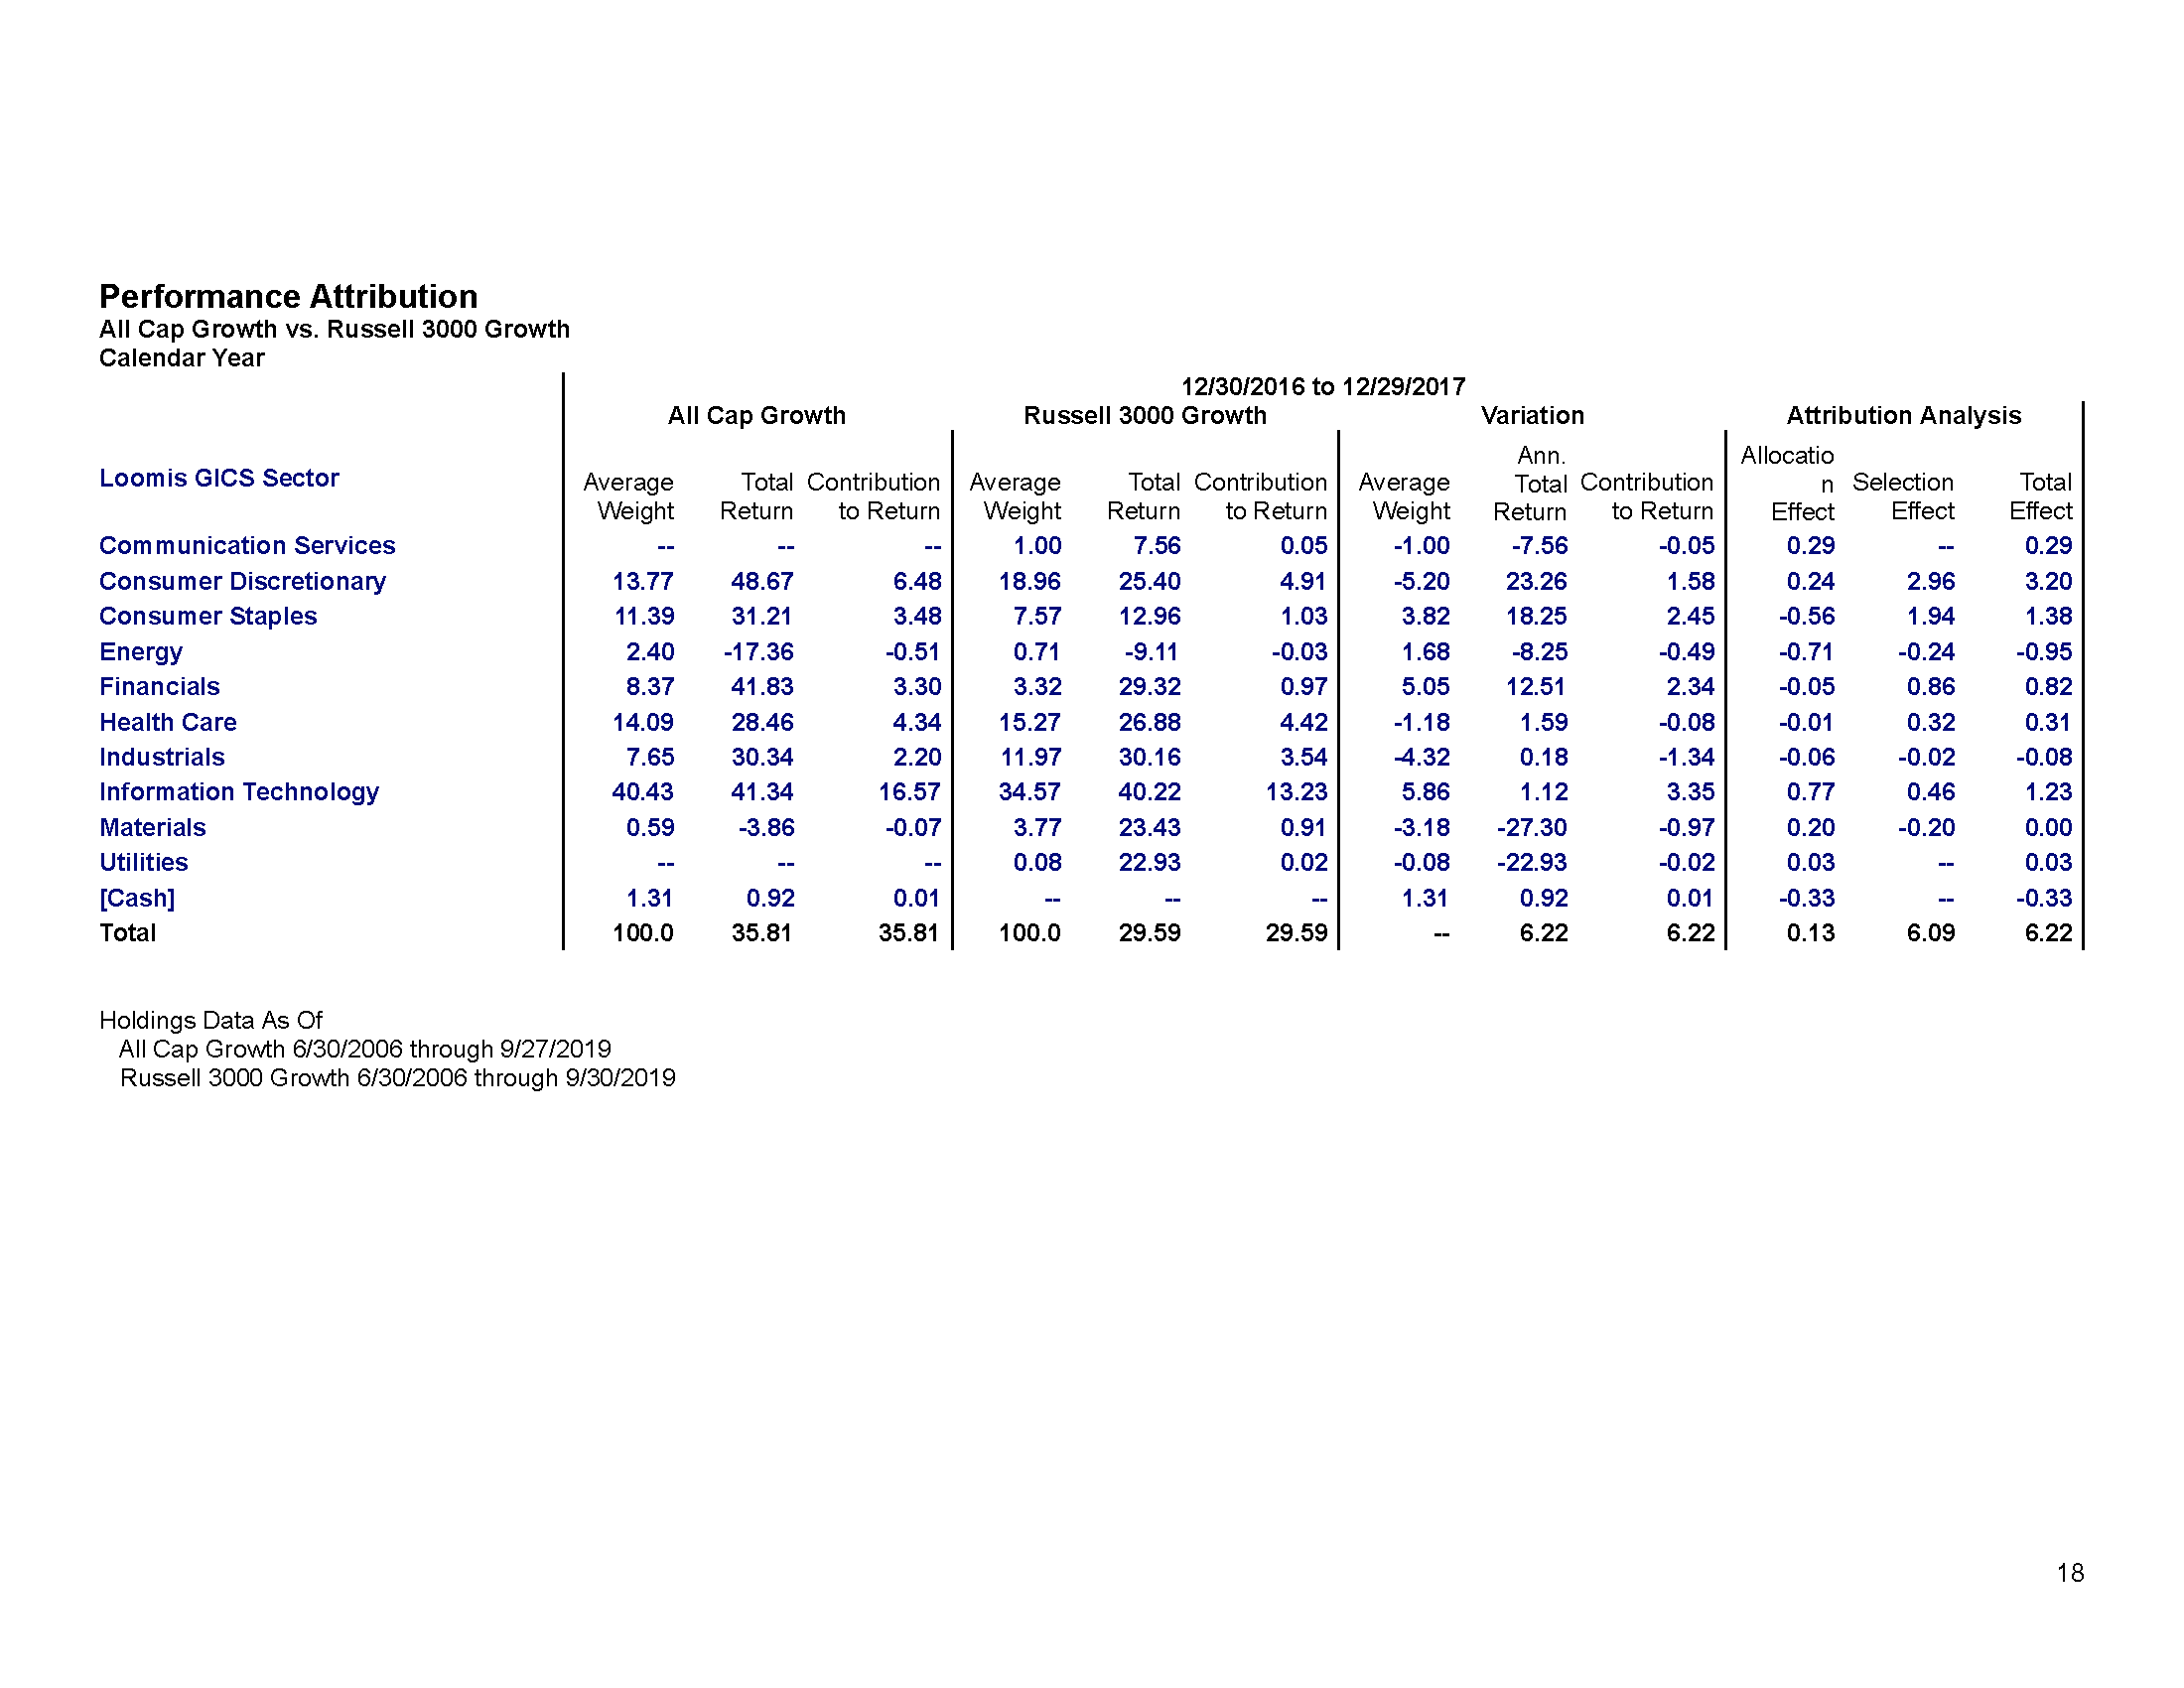 Performance Attribution
All Cap Growth vs. Russell 3000 Growth
Calendar Year
12/30/2016 to 12/29/2017
All Cap Growth Russell 3000 Growth Variation Attribution Analysis
Loomis GICS Sector Average Weight Total Return Contribution to Return Average Weight Total Return Contribution to Return Average Weight Ann. Total Return Contribution to Return Allocatio n Effect Selection Effect Total Effect
Communication Services -- -- -- 1.00 7.56 0.05 -1.00 -7.56 -0.05 0.29 -- 0.29
Consumer Discretionary 13.77 48.67 6.48 18.96 25.40 4.91 -5.20 23.26 1.58 0.24 2.96 3.20
Consumer Staples 11.39 31.21 3.48 7.57 12.96 1.03 3.82 18.25 2.45 -0.56 1.94 1.38
Energy 2.40 -17.36 -0.51 0.71 -9.11 -0.03 1.68 -8.25 -0.49 -0.71 -0.24 -0.95
Financials 8.37 41.83 3.30 3.32 29.32 0.97 5.05 12.51 2.34 -0.05 0.86 0.82
Health Care 14.09 28.46 4.34 15.27 26.88 4.42 -1.18 1.59 -0.08 -0.01 0.32 0.31
Industrials 7.65 30.34 2.20 11.97 30.16 3.54 -4.32 0.18 -1.34 -0.06 -0.02 -0.08
Information Technology 40.43 41.34 16.57 34.57 40.22 13.23 5.86 1.12 3.35 0.77 0.46 1.23
Materials 0.59 -3.86 -0.07 3.77 23.43 0.91 -3.18 -27.30 -0.97 0.20 -0.20 0.00
Utilities -- -- -- 0.08 22.93 0.02 -0.08 -22.93 -0.02 0.03 -- 0.03
[Cash] 1.31 0.92 0.01 -- -- -- 1.31 0.92 0.01 -0.33 -- -0.33
Total 100.0 35.81 35.81 100.0 29.59 29.59 -- 6.22 6.22 0.13 6.09 6.22
Holdings Data As Of
All Cap Growth 6/30/2006 through 9/27/2019
Russell 3000 Growth 6/30/2006 through 9/30/2019
18